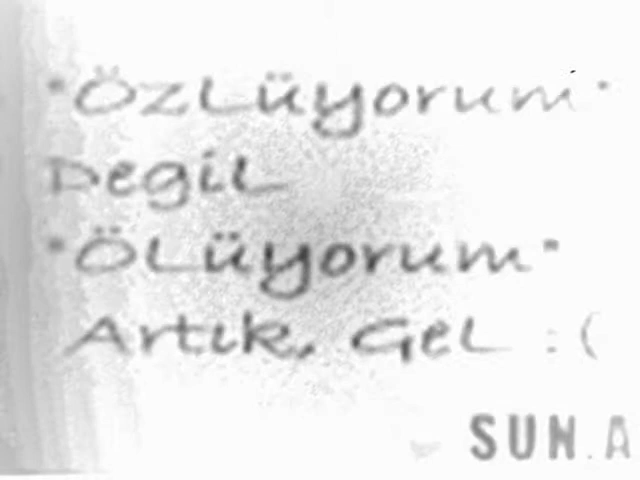 "ÖZLüyorum"
DegiL
"ÖLüyorum"
Artık, GeL :(
SUN.A